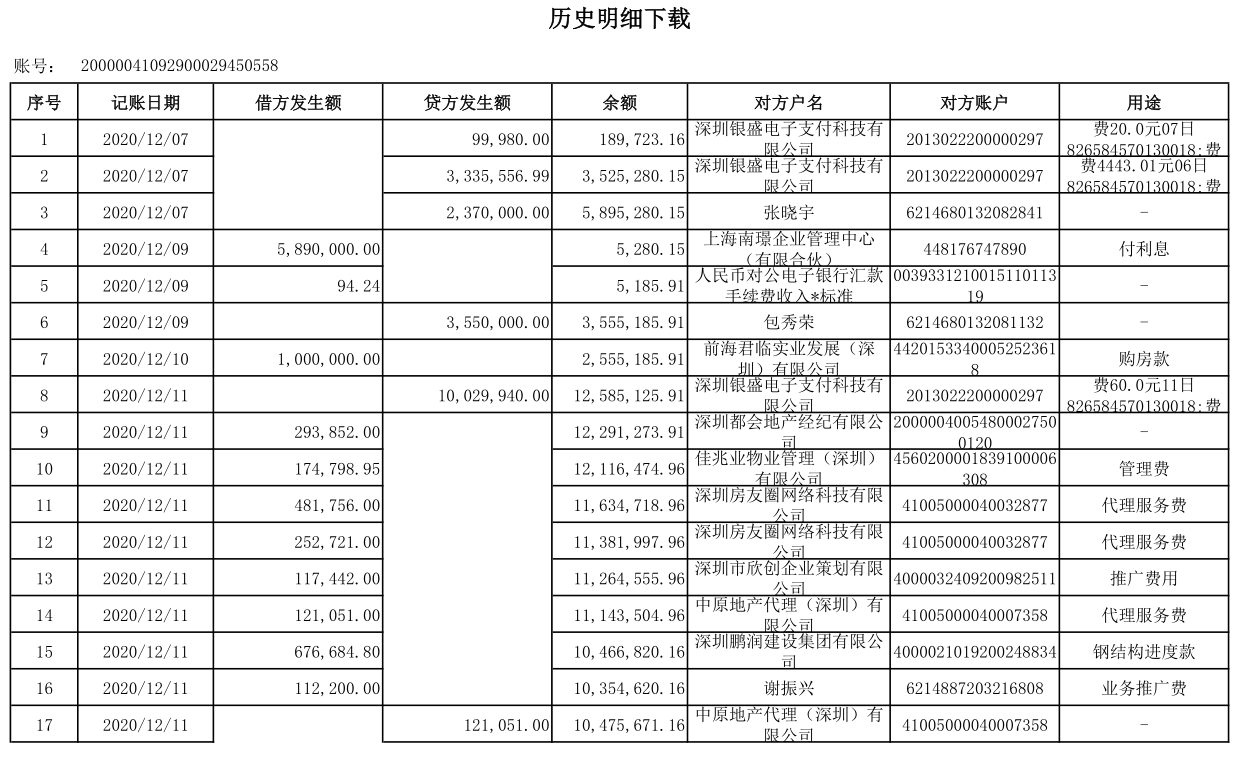 历史明细下载
账号： 20000041092900029450558
序号 记账日期 借方发生额 贷方发生额 余额 对方户名 对方账户 用途
1 2020/12/07 99,980.00 189,723.16 深圳银盛电子支付科技有 2013022200000297 费20.0元07日
限公司 826584570130018:费
2 2020/12/07 3,335,556.99 3,525,280.15 深圳银盛电子支付科技有 2013022200000297 费4443.01元06日
限公司 826584570130018:费
3 2020/12/07 2,370,000.00 5,895,280.15 张晓宇 6214680132082841 -
4 2020/12/09 5,890,000.00 5,280.15 上海南璟企业管理中心 448176747890 付利息
（有限合伙）
5 2020/12/09 94.24 5,185.91 人民币对公电子银行汇款 0039331210015110113 -
手续费收入*标准 19
6 2020/12/09 3,550,000.00 3,555,185.91 包秀荣 6214680132081132 -
7 2020/12/10 1,000,000.00 2,555,185.91 前海君临实业发展（深 4420153340005252361 购房款
圳）有限公司 8
8 2020/12/11 10,029,940.00 12,585,125.91 深圳银盛电子支付科技有 2013022200000297 费60.0元11日
限公司 826584570130018:费
9 2020/12/11 293,852.00 12,291,273.91 深圳都会地产经纪有限公 2000004005480002750 -
司 0120
10 2020/12/11 174,798.95 12,116,474.96 佳兆业物业管理（深圳） 4560200001839100006 管理费
有限公司 308
11 2020/12/11 481,756.00 11,634,718.96 深圳房友圈网络科技有限 41005000040032877 代理服务费
公司
12 2020/12/11 252,721.00 11,381,997.96 深圳房友圈网络科技有限 41005000040032877 代理服务费
公司
13 2020/12/11 117,442.00 11,264,555.96 深圳市欣创企业策划有限 4000032409200982511 推广费用
公司
14 2020/12/11 121,051.00 11,143,504.96 中原地产代理（深圳）有 41005000040007358 代理服务费
限公司
15 2020/12/11 676,684.80 10,466,820.16 深圳鹏润建设集团有限公 4000021019200248834 钢结构进度款
司
16 2020/12/11 112,200.00 10,354,620.16 谢振兴 6214887203216808 业务推广费
17 2020/12/11 121,051.00 10,475,671.16 中原地产代理（深圳）有 41005000040007358 -
限公司